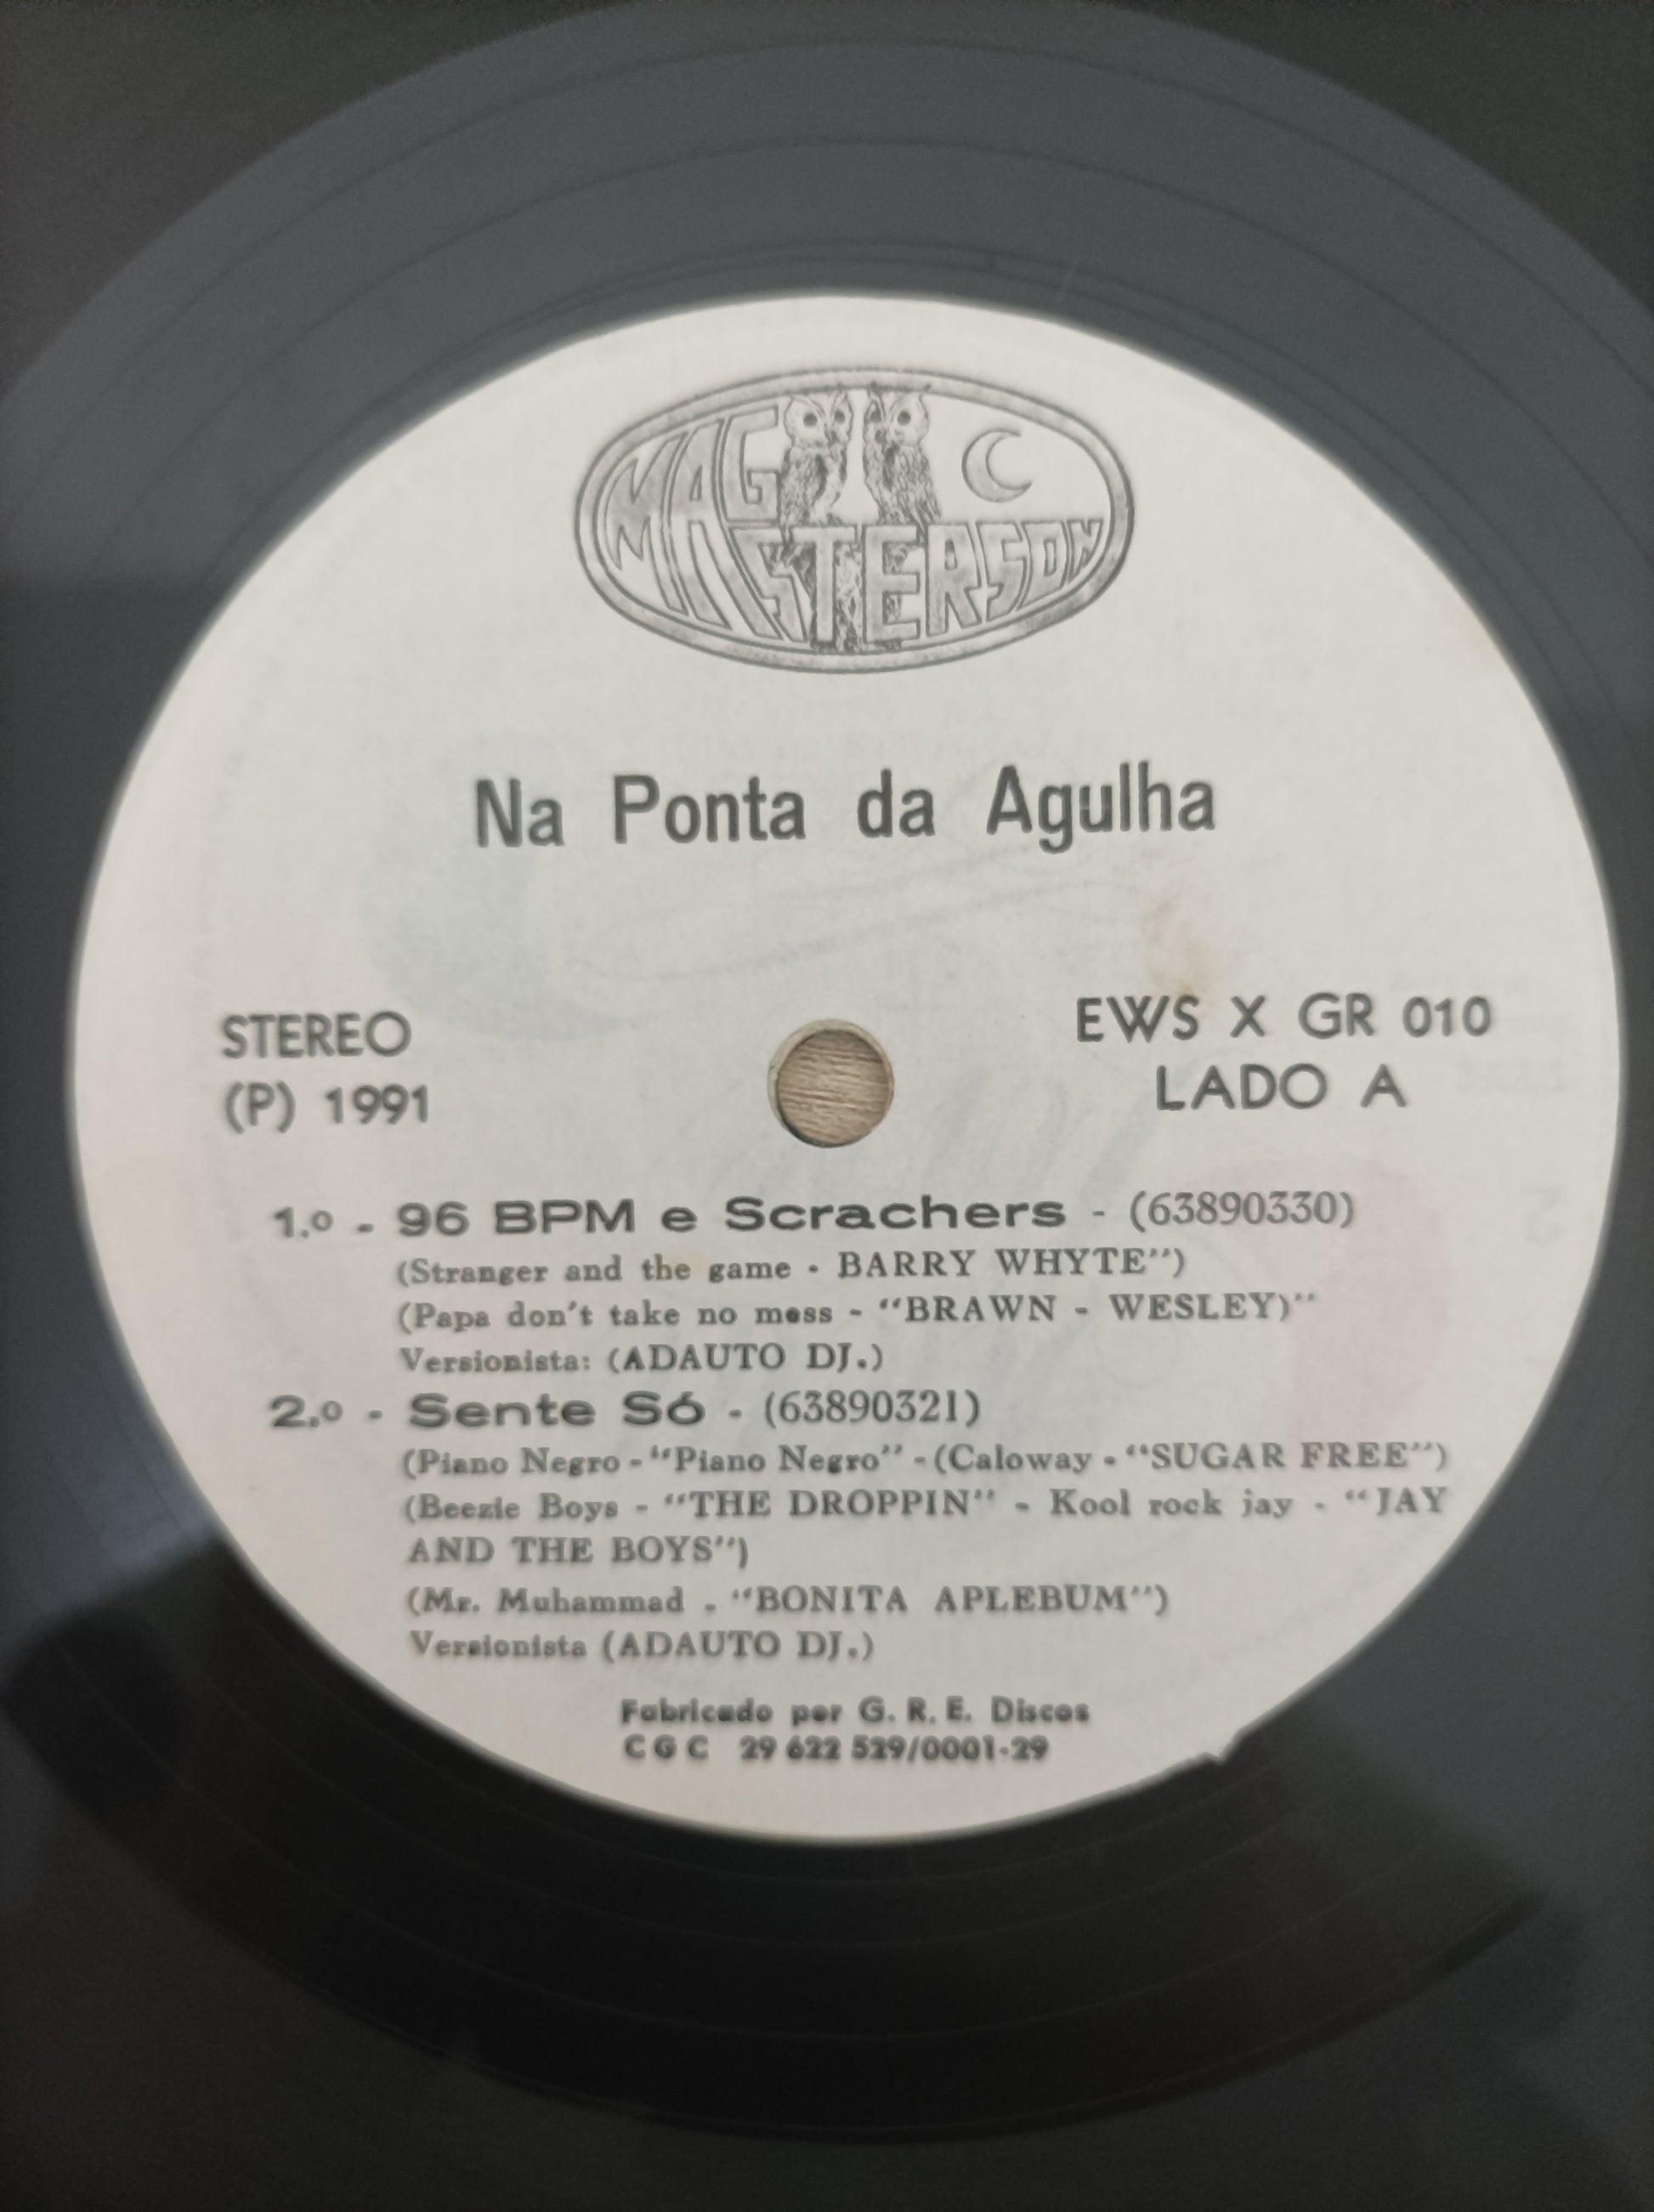 MAG
MASTERSON
Na Ponta da Agulha
STEREO
(P) 1991
EWS X GR 010
LADO A
1.º - 96 BPM e Scrachers - (63890330)
(Stranger and the game - BARRY WHYTE")
(Papa don't take no mess - "BRAWN - WESLEY)"
Versionista: (ADAUTO DJ.)
2.º - Sente Só - (63890321)
(Piano Negro - "Piano Negro" - (Caloway - "SUGAR FREE")
(Beezie Boys - "THE DROPPIN" - Kool rock jay - "JAY
AND THE BOYS")
(Mr. Muhammad . "BONITA APLEBUM")
Versionista (ADAUTO DJ.)
Fabricado por G. R. E. Discos
C G C 29 622 529/0001-29